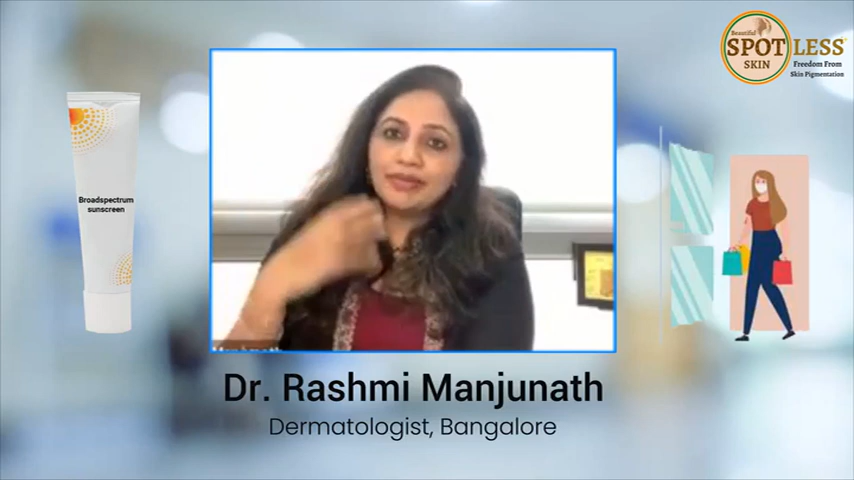 Beautiful
SPOTLESS
SKIN
Freedom From
Skin Pigmentation
Broadspectrum
sunscreen
Dr. Rashmi Manjunath
Dermatologist, Bangalore